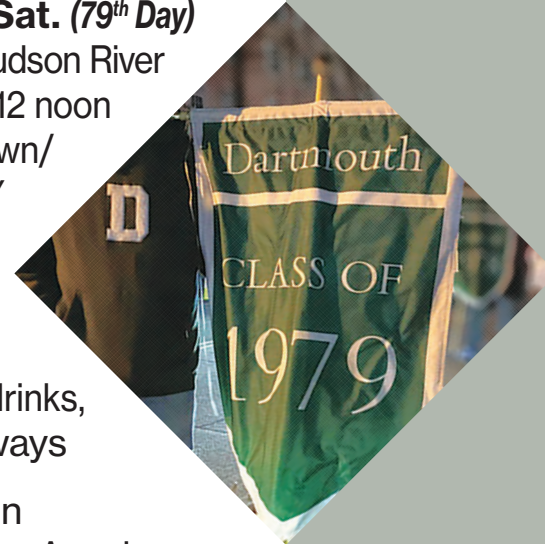 Sat. (79th Day)
udson River
12 noon
wn/
drinks,
ways
n
D
Dartmouth
CLASS OF
1979